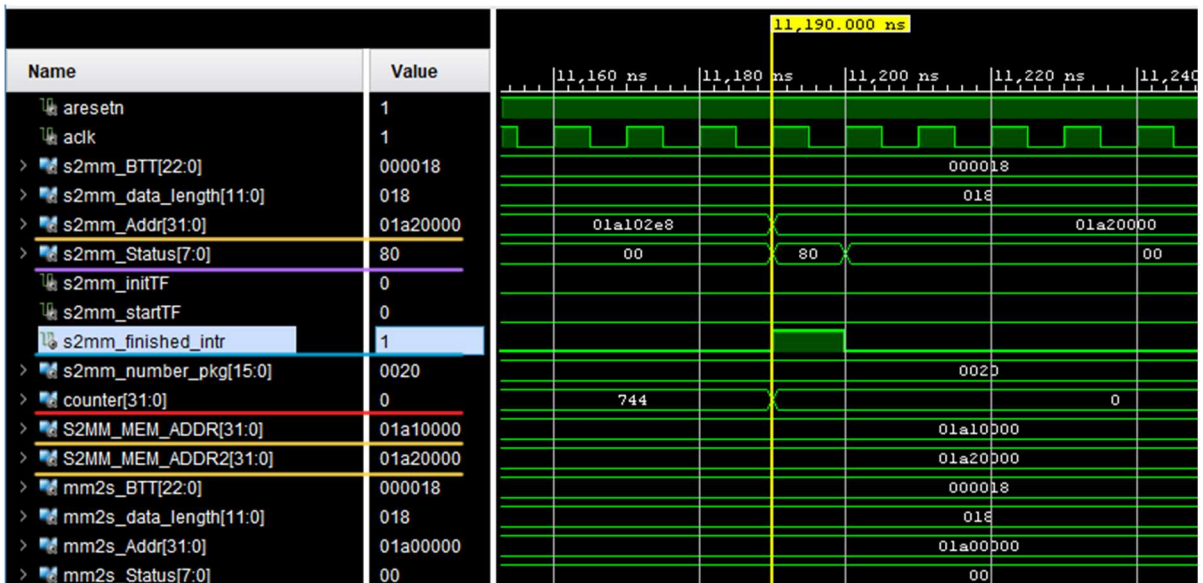 11,190.000 ns
Name Value
11,160 ns 11,180 ns 11,200 ns 11,220 ns 11,240
aresetn 1
aclk 1
s2mm_BTT[22:0] 000018 000018
s2mm_data_length[11:0] 018 018
s2mm_Addr[31:0] 01a20000 01a102e8 01a20000
s2mm_Status[7:0] 80 00 80 00
s2mm_initTF 0
s2mm_startTF 0
s2mm_finished_intr 1
s2mm_number_pkg[15:0] 0020 0020
counter[31:0] 0 744 0
S2MM_MEM_ADDR[31:0] 01a10000 01a10000
S2MM_MEM_ADDR2[31:0] 01a20000 01a20000
mm2s_BTT[22:0] 000018 000018
mm2s_data_length[11:0] 018 018
mm2s_Addr[31:0] 01a00000 01a00000
mm2s_Status[7:0] 00 00